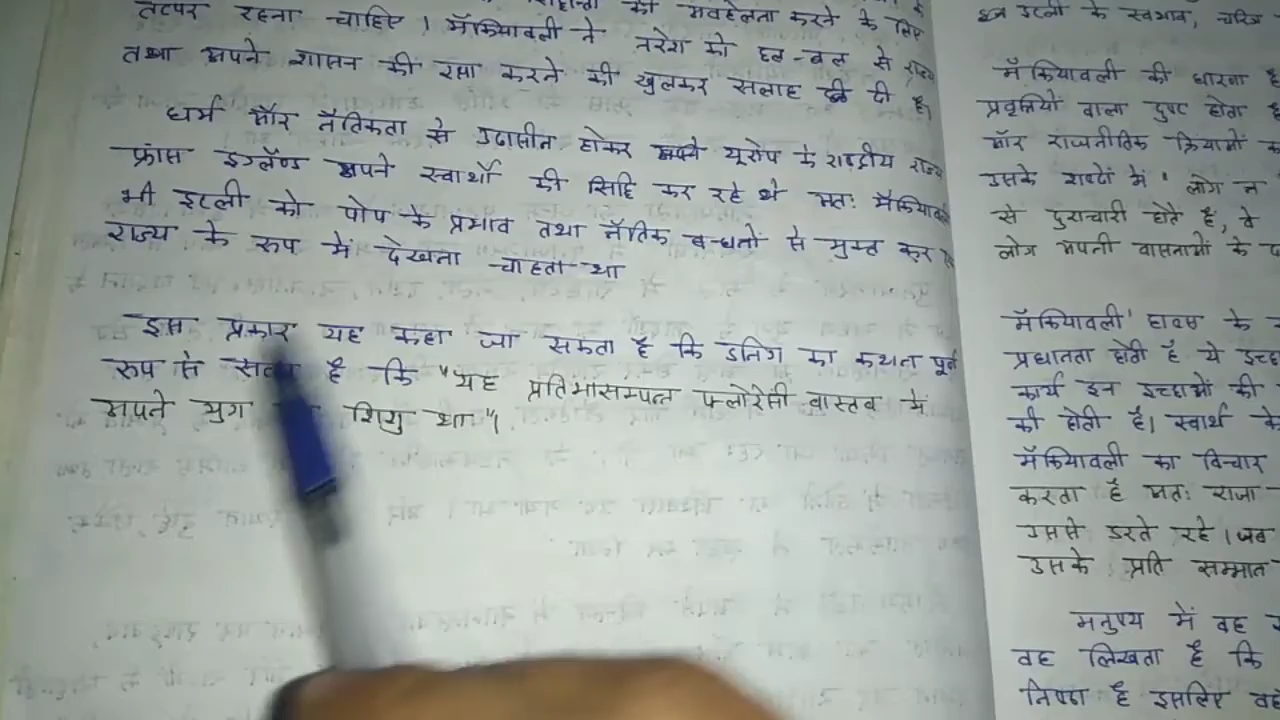 तत्पर रहना चाहिए। मैकियावली ने नरेश को छल-बल से राज्य
तथा अपने शासन की रक्षा करने की खुलकर सलाह दी है।
धर्म और नैतिकता से उदासीन होकर यूरोप के राष्ट्रीय राज्य
फ्रांस इंग्लैण्ड अपने स्वार्थों की सिद्धि कर रहे थे अतः मैकियावली
भी इटली को पोप के प्रभाव तथा नैतिक बन्धनों से मुक्त कर
राज्य के रूप में देखना चाहता था
इस प्रकार यह कहा जा सकता है कि डनिंग का कथन पूर्ण
रूप से सत्य है कि "यह प्रतिभासम्पन्न फ्लोरेंसी वास्तव में
अपने युग शिशु था"।
के स्वभाव, चरित्र
मैकियावली की धारणा है
प्रवृत्तियों वाला दुष्ट होता है
और राजनीतिक क्रियाओं
उसके शब्दों में ' लोग न
से दुराचारी होते हैं, वे
लोग अपनी वासनाओं के
मैकियावली हाब्स के
प्रधानता होती है ये इच्छा
कार्य इन इच्छाओं की
की होती है। स्वार्थ के
मैकियावली का विचार
करता है अतः राजा
उससे डरते रहे। जब
उसके प्रति सम्मान
मनुष्य में वह
वह लिखता है कि
निष्ठा है इसलिए वह